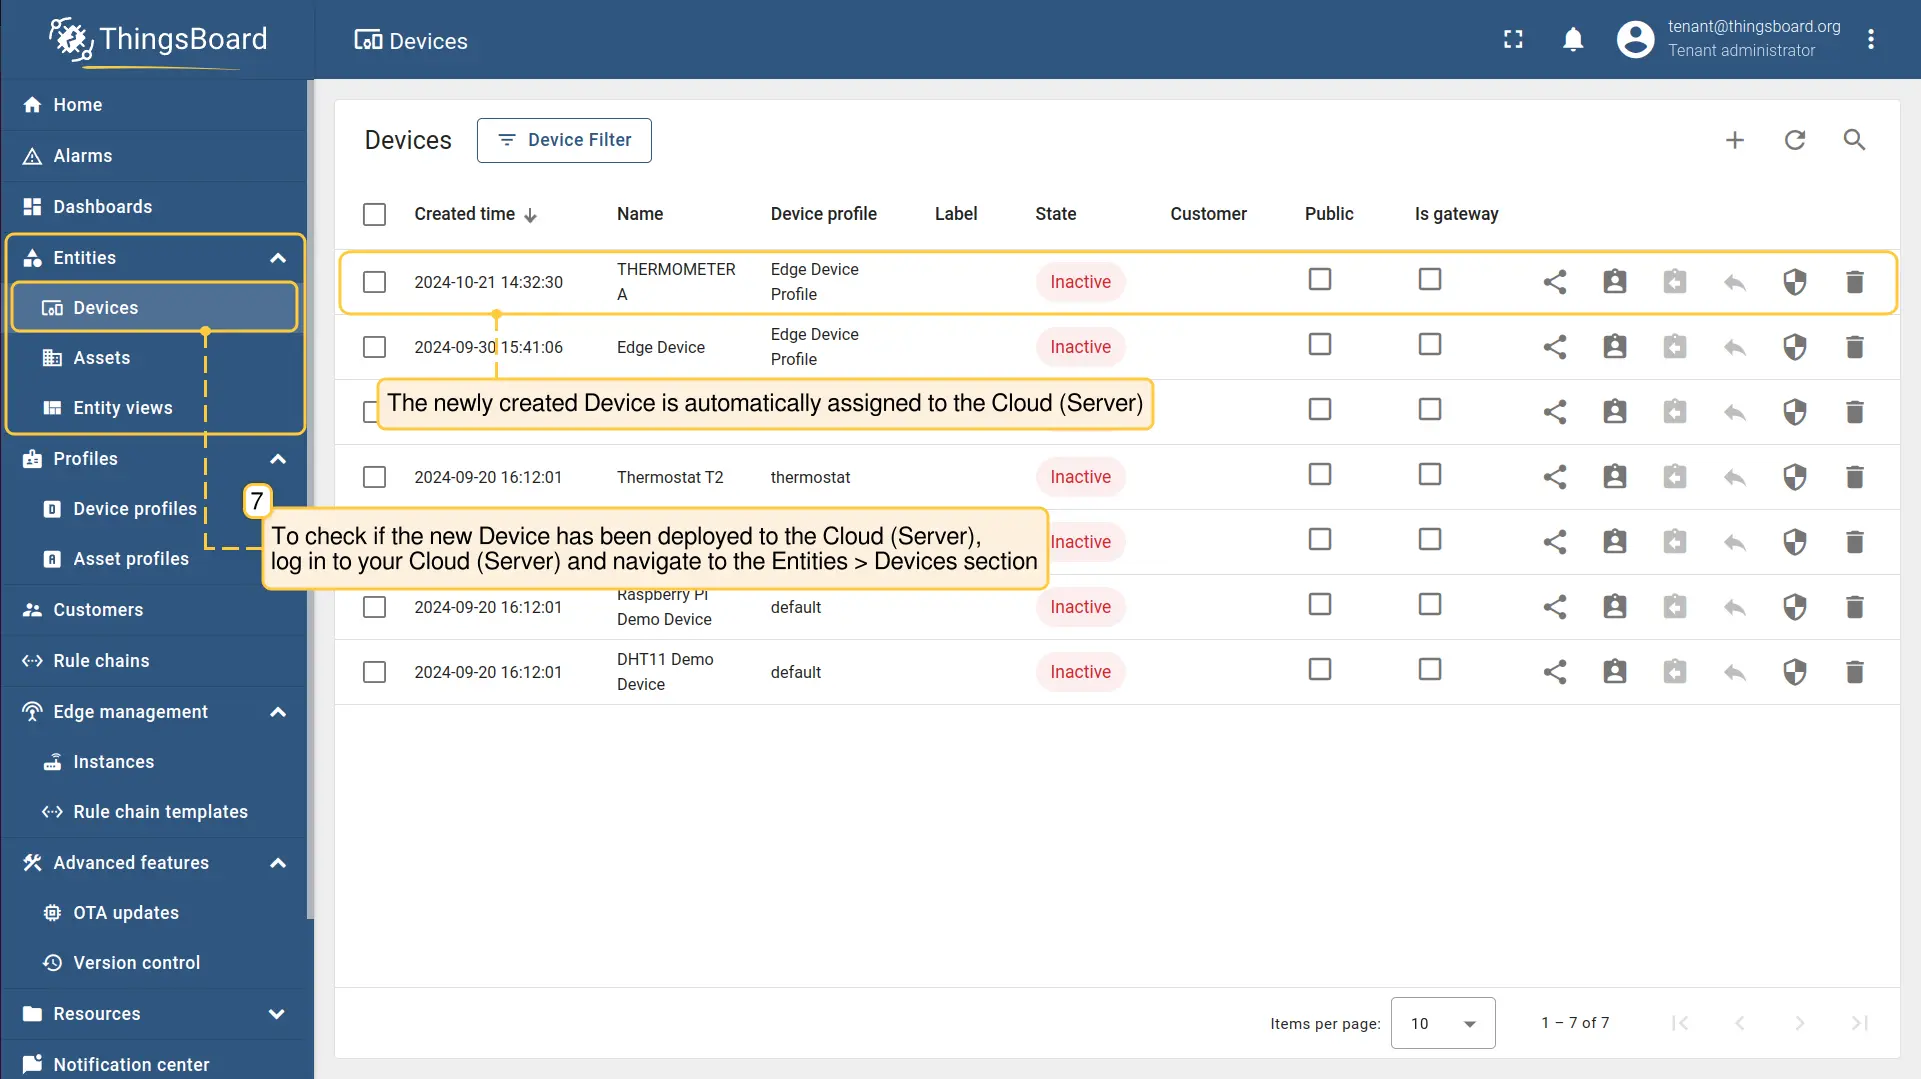 ThingsBoard
Devices
tenant@thingsboard.org
Tenant administrator
Home
Alarms
Dashboards
Entities
Devices
Assets
Entity views
Profiles
Device profiles
Asset profiles
Customers
Rule chains
Edge management
Instances
Rule chain templates
Advanced features
OTA updates
Version control
Resources
Notification center
Devices
Device Filter
Created time Name Device profile Label State Customer Public Is gateway
2024-10-21 14:32:30 THERMOMETER A Edge Device Profile Inactive
2024-09-30 15:41:06 Edge Device Edge Device Profile Inactive
The newly created Device is automatically assigned to the Cloud (Server)
2024-09-20 16:12:01 Thermostat T2 thermostat Inactive
7
To check if the new Device has been deployed to the Cloud (Server),
log in to your Cloud (Server) and navigate to the Entities > Devices section
Inactive
2024-09-20 16:12:01 Raspberry Pi Demo Device default Inactive
2024-09-20 16:12:01 DHT11 Demo Device default Inactive
Items per page: 10 1 – 7 of 7